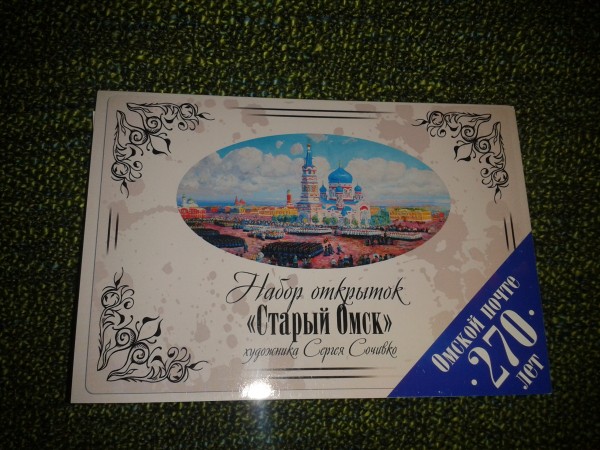 Набор открыток
«Старый Омск»
художника Сергея Сочивко
Омской почте
·270·
лет